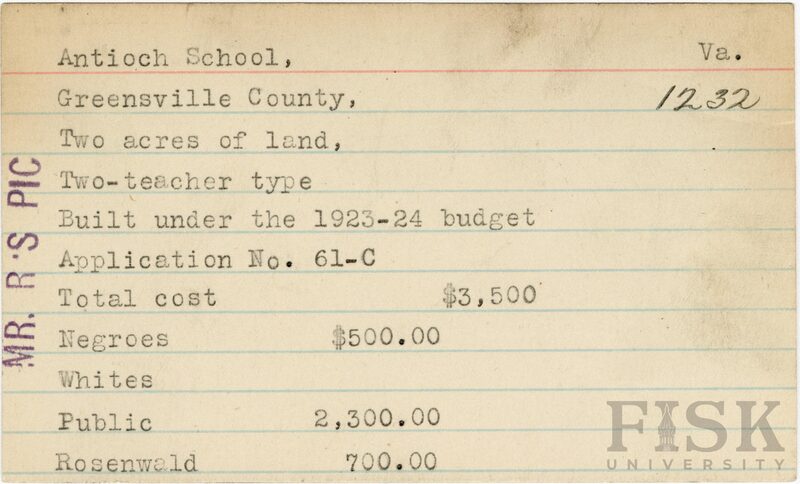 Antioch School, Va.
Greensville County, 1232
Two acres of land,
Two-teacher type
Built under the 1923-24 budget
Application No. 61-C
Total cost $3,500
Negroes $500.00
Whites
Public 2,300.00
Rosenwald 700.00
MR. R'S PIC
FISK
UNIVERSITY